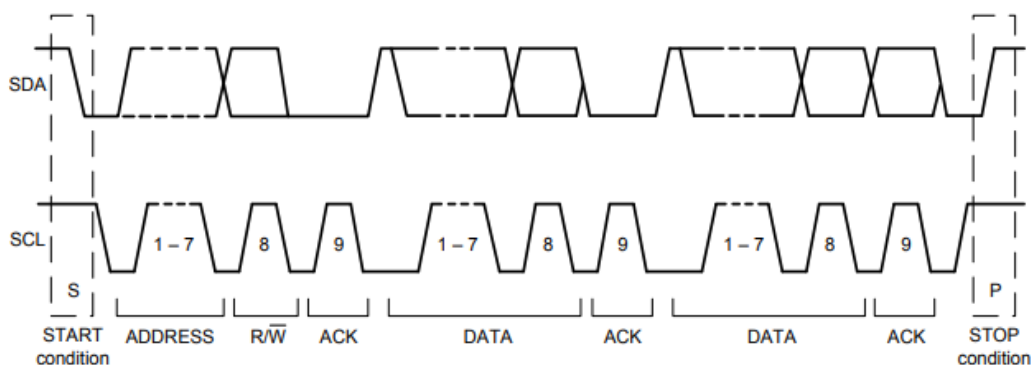 SDA
SCL
1 – 7 8 9 1 – 7 8 9 1 – 7 8 9
S P
START ADDRESS R/W̅ ACK DATA ACK DATA ACK STOP
condition condition